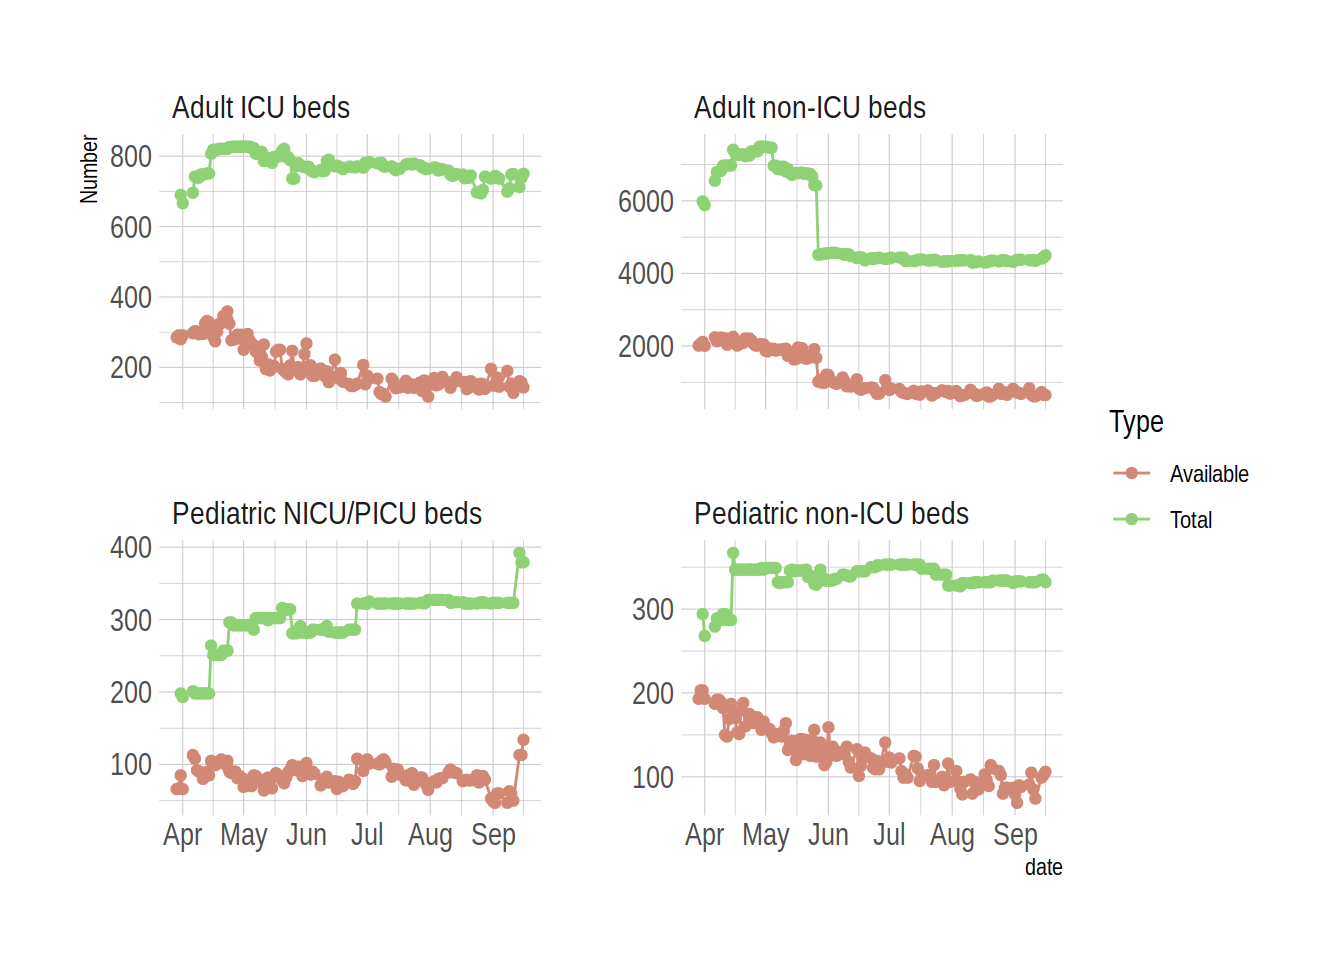 Adult ICU beds
Adult non-ICU beds
Number
800
600
400
200
6000
4000
2000
Type
Available
Total
Pediatric NICU/PICU beds
Pediatric non-ICU beds
400
300
200
100
300
200
100
Apr May Jun Jul Aug Sep
Apr May Jun Jul Aug Sep
date